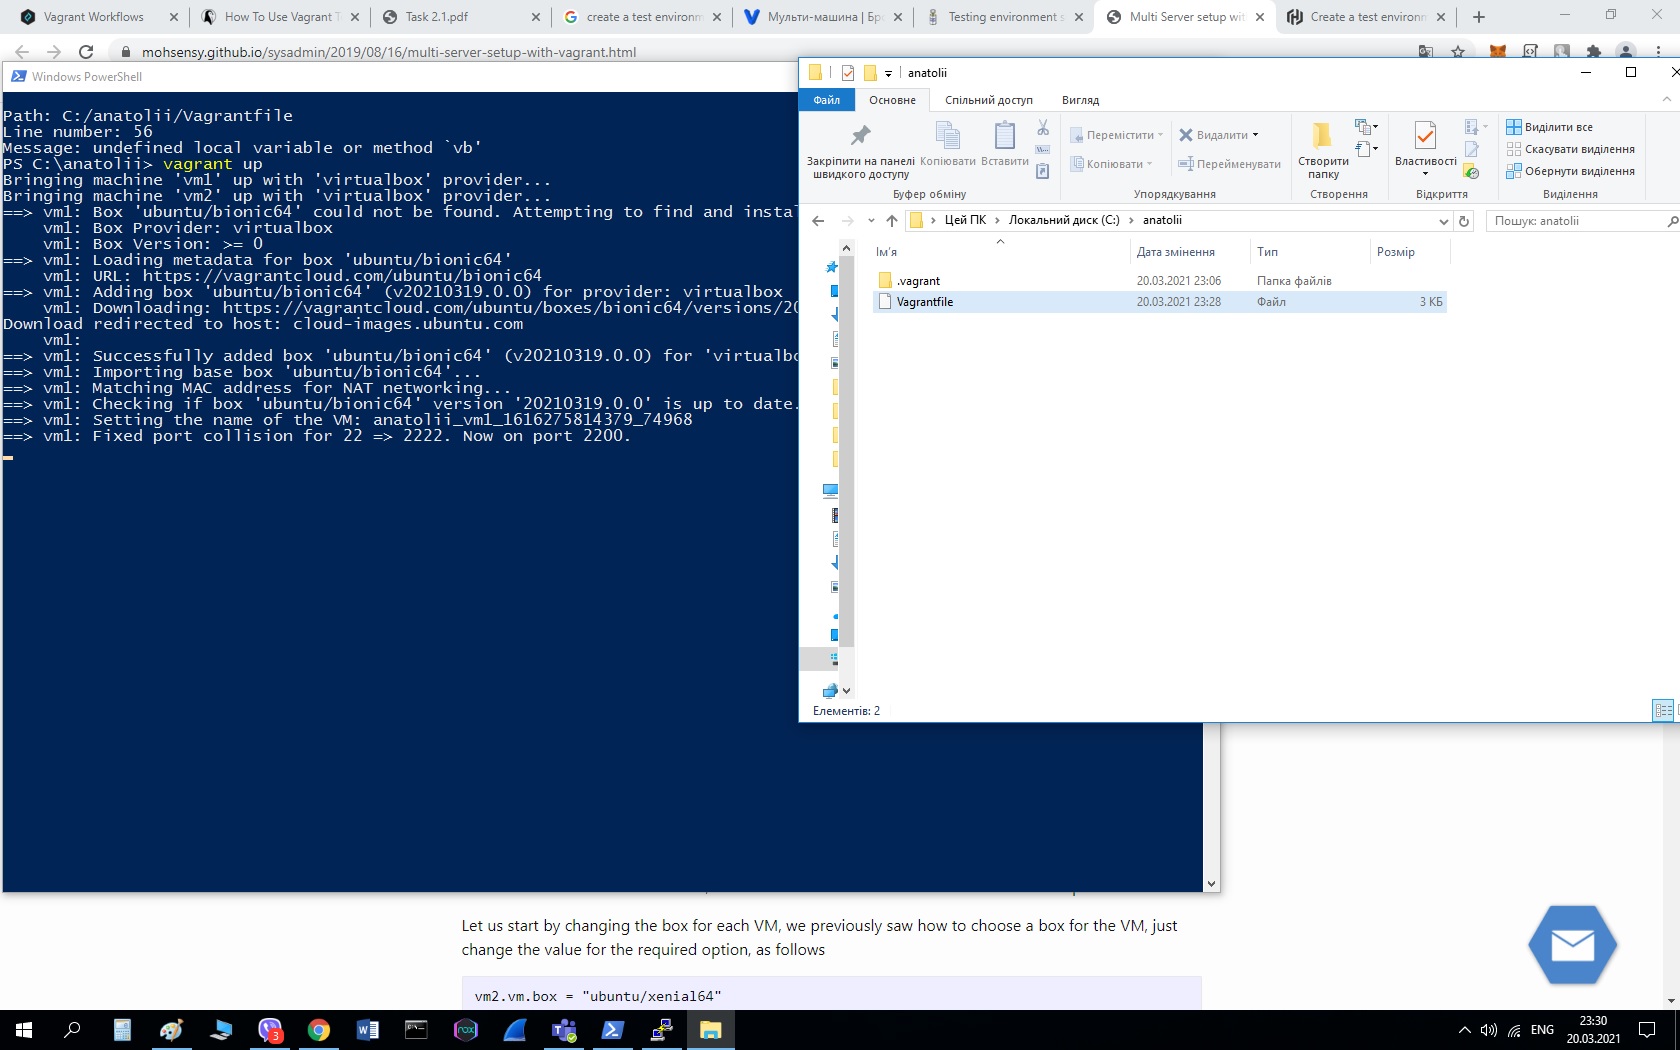 Vagrant Workflows
How To Use Vagrant T
Task 2.1.pdf
create a test environm
Мульти-машина | Бро
Testing environment s
Multi Server setup wit
Create a test environm
mohsensy.github.io/sysadmin/2019/08/16/multi-server-setup-with-vagrant.html
Windows PowerShell
Path: C:/anatolii/Vagrantfile
Line number: 56
Message: undefined local variable or method `vb'
PS C:\anatolii> vagrant up
Bringing machine 'vm1' up with 'virtualbox' provider...
Bringing machine 'vm2' up with 'virtualbox' provider...
==> vm1: Box 'ubuntu/bionic64' could not be found. Attempting to find and instal
vm1: Box Provider: virtualbox
vm1: Box Version: >= 0
==> vm1: Loading metadata for box 'ubuntu/bionic64'
vm1: URL: https://vagrantcloud.com/ubuntu/bionic64
==> vm1: Adding box 'ubuntu/bionic64' (v20210319.0.0) for provider: virtualbox
vm1: Downloading: https://vagrantcloud.com/ubuntu/boxes/bionic64/versions/20
Download redirected to host: cloud-images.ubuntu.com
vm1:
==> vm1: Successfully added box 'ubuntu/bionic64' (v20210319.0.0) for 'virtualbo
==> vm1: Importing base box 'ubuntu/bionic64'...
==> vm1: Matching MAC address for NAT networking...
==> vm1: Checking if box 'ubuntu/bionic64' version '20210319.0.0' is up to date.
==> vm1: Setting the name of the VM: anatolii_vm1_1616275814379_74968
==> vm1: Fixed port collision for 22 => 2222. Now on port 2200.
anatolii
Файл Основне Спільний доступ Вигляд
Закріпити на панелі швидкого доступу
Копіювати
Вставити
Буфер обміну
Перемістити
Копіювати
Видалити
Перейменувати
Упорядкування
Створити папку
Створення
Властивості
Відкриття
Виділити все
Скасувати виділення
Обернути виділення
Виділення
Цей ПК > Локальний диск (C:) > anatolii
Пошук: anatolii
Ім'я Дата змінення Тип Розмір
.vagrant 20.03.2021 23:06 Папка файлів
Vagrantfile 20.03.2021 23:28 Файл 3 КБ
Елементів: 2
Let us start by changing the box for each VM, we previously saw how to choose a box for the VM, just
change the value for the required option, as follows
vm2.vm.box = "ubuntu/xenial64"
3
nox
ENG
23:30
20.03.2021